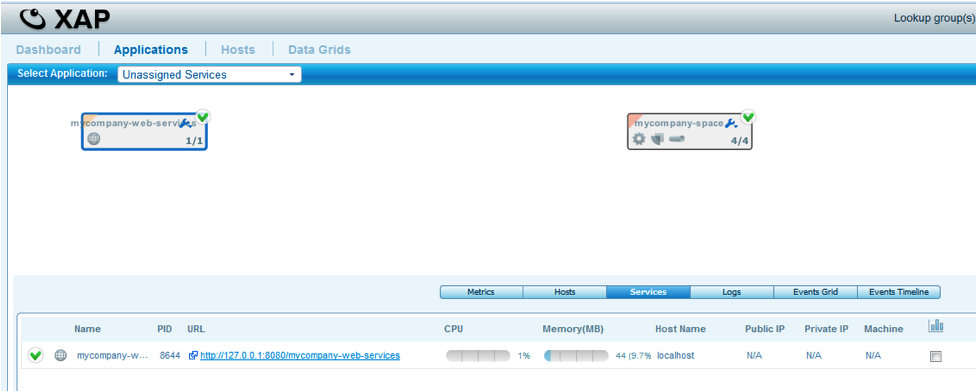 XAP
Lookup group(s)
Dashboard Applications Hosts Data Grids
Select Application: Unassigned Services
mycompany-web-services
1/1
mycompany-space
4/4
Metrics Hosts Services Logs Events Grid Events Timeline
Name PID URL CPU Memory(MB) Host Name Public IP Private IP Machine
mycompany-w... 8644 http://127.0.0.1:8080/mycompany-web-services 1% 44 (9.7% localhost N/A N/A N/A